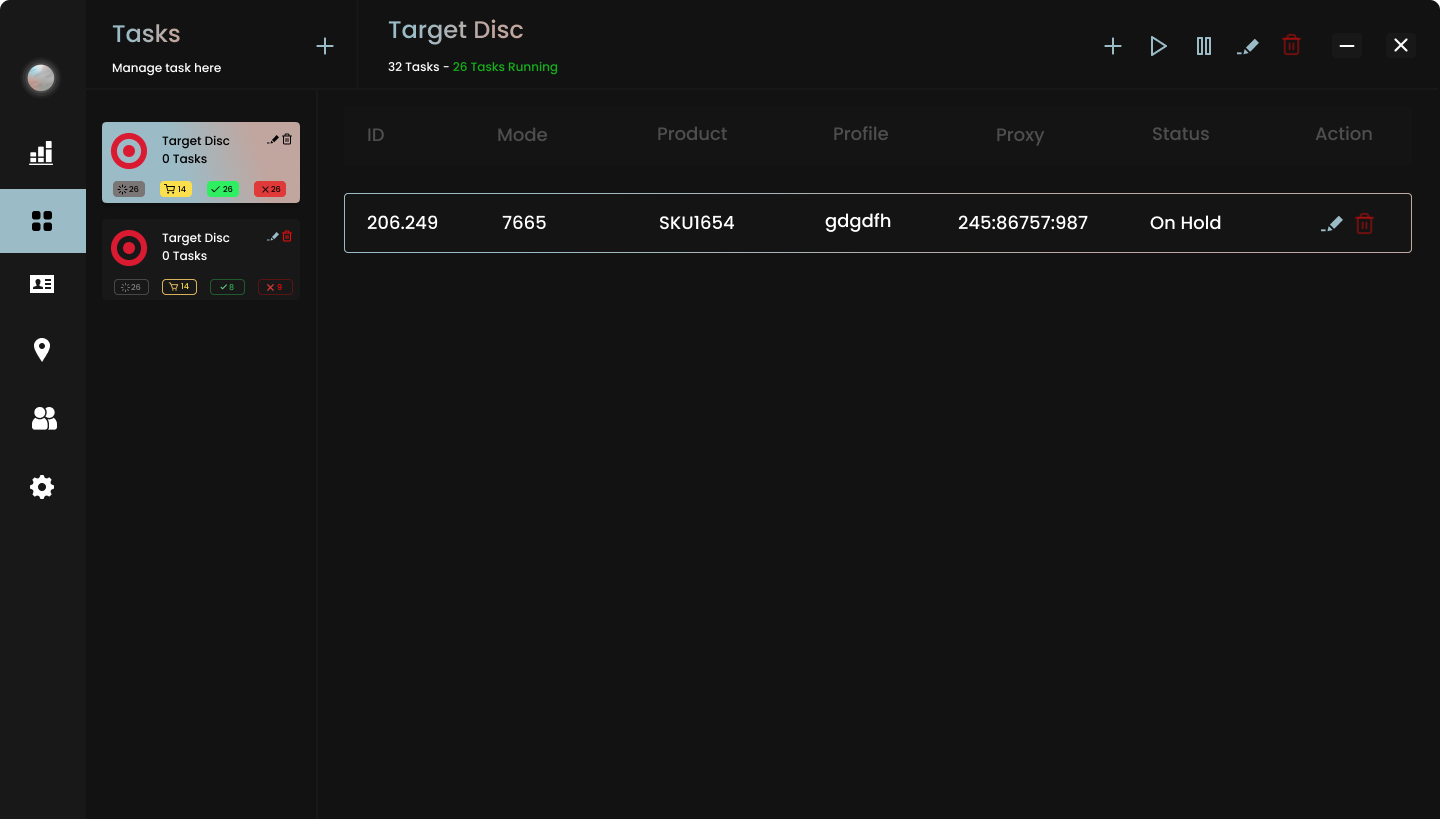 Tasks
Manage task here
Target Disc
32 Tasks - 26 Tasks Running
Target Disc
0 Tasks
26 14 26 26
Target Disc
0 Tasks
26 14 8 9
ID Mode Product Profile Proxy Status Action
206.249 7665 SKU1654 gdgdfh 245:86757:987 On Hold